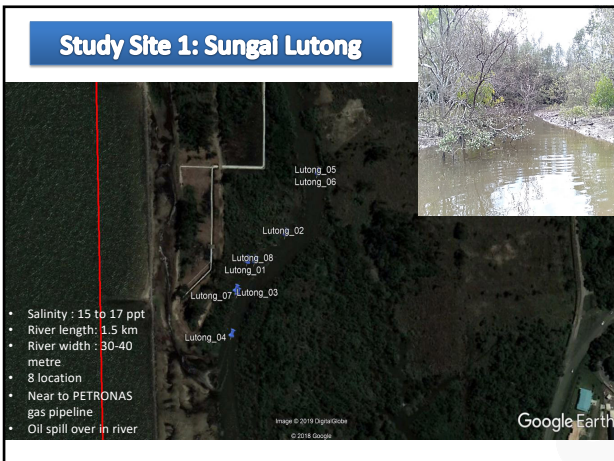 Study Site 1: Sungai Lutong
Lutong_05
Lutong_06
Lutong_02
Lutong_08
Lutong_01
Lutong_07 Lutong_03
Lutong_04
• Salinity : 15 to 17 ppt
• River length: 1.5 km
• River width : 30-40
metre
• 8 location
• Near to PETRONAS
gas pipeline
• Oil spill over in river
Image © 2019 DigitalGlobe
© 2018 Google
Google Earth